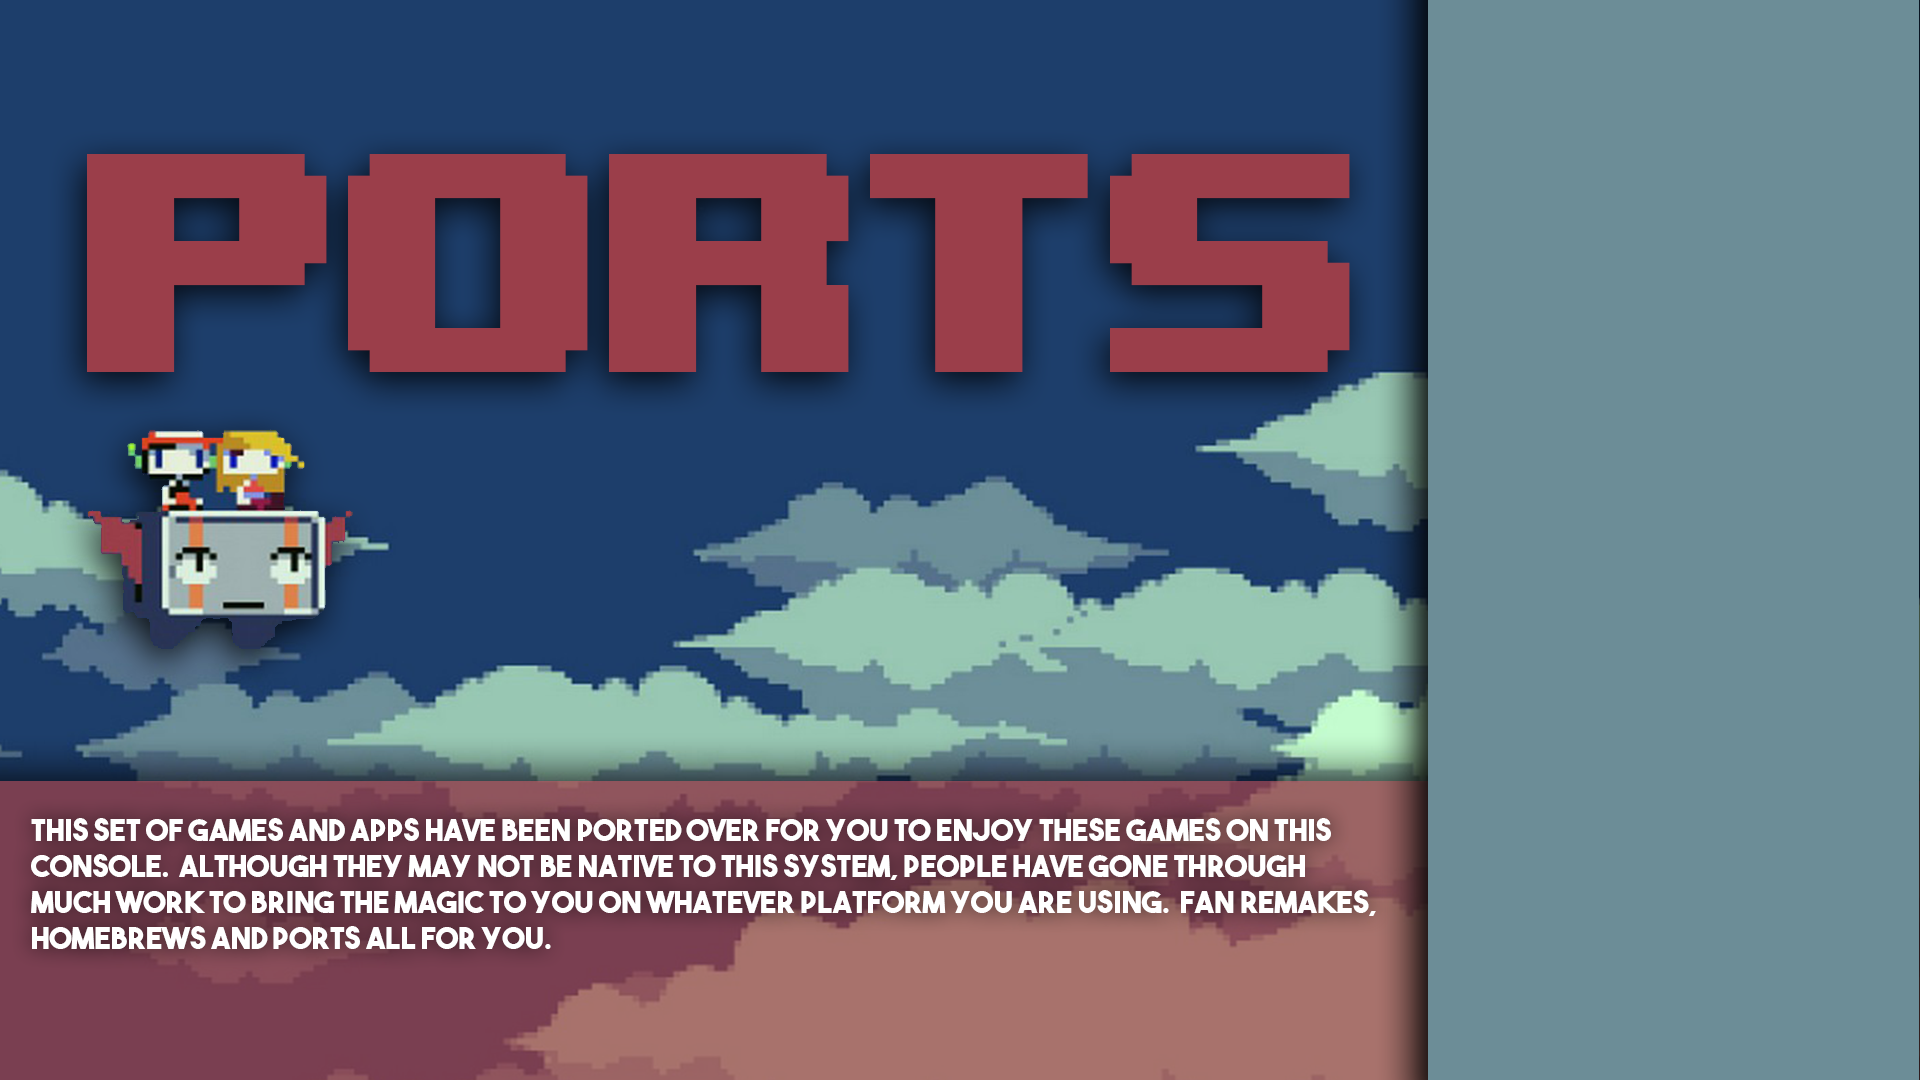 PORTS
THIS SET OF GAMES AND APPS HAVE BEEN PORTED OVER FOR YOU TO ENJOY THESE GAMES ON THIS
CONSOLE. ALTHOUGH THEY MAY NOT BE NATIVE TO THIS SYSTEM, PEOPLE HAVE GONE THROUGH
MUCH WORK TO BRING THE MAGIC TO YOU ON WHATEVER PLATFORM YOU ARE USING. FAN REMAKES,
HOMEBREWS AND PORTS ALL FOR YOU.